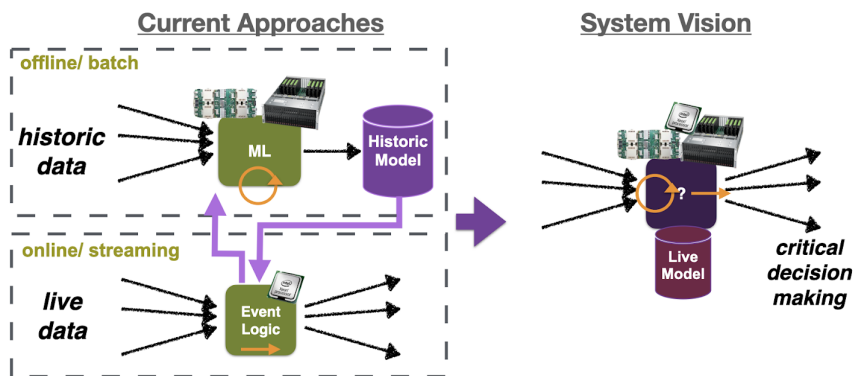 Current Approaches
System Vision
offline/ batch
historic
data
ML
Historic
Model
online/ streaming
live
data
Event
Logic
?
Live
Model
critical
decision
making